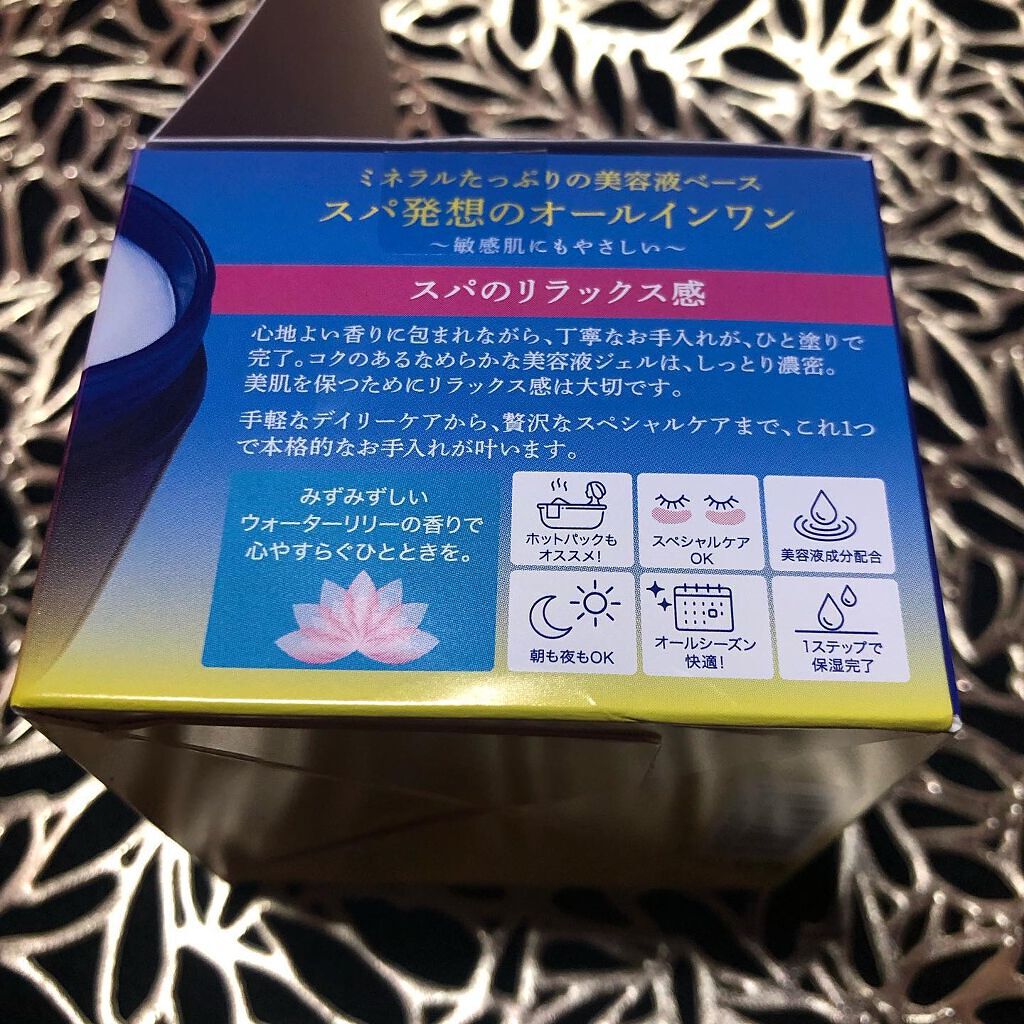 ミネラルたっぷりの美容液ベース
スパ発想のオールインワン
～敏感肌にもやさしい～
スパのリラックス感
心地よい香りに包まれながら、丁寧なお手入れが、ひと塗りで
完了。コクのあるなめらかな美容液ジェルは、しっとり濃密。
美肌を保つためにリラックス感は大切です。
手軽なデイリーケアから、贅沢なスペシャルケアまで、これ1つ
で本格的なお手入れが叶います。
みずみずしい
ウォーターリリーの香りで
心やすらぐひとときを。
ホットパックも
オススメ!
スペシャルケア
OK
美容液成分配合
朝も夜もOK
オールシーズン
快適!
1ステップで
保湿完了